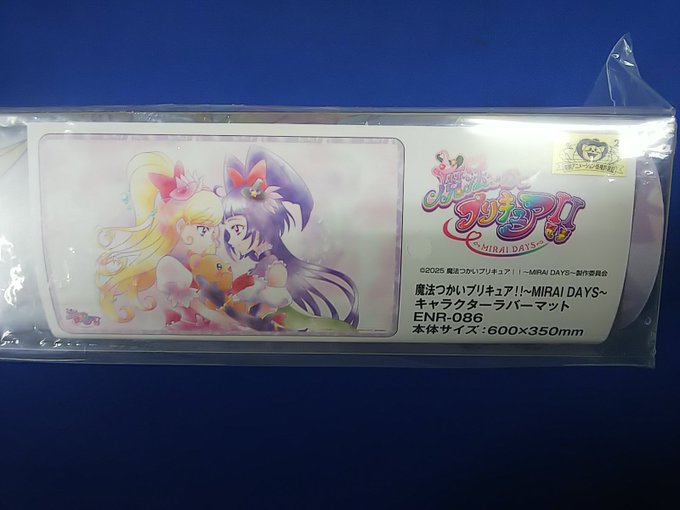 魔法つかい
プリキュア!!
~MIRAI DAYS~
©2025 魔法つかいプリキュア!!~MIRAI DAYS~製作委員会
魔法つかいプリキュア!!~MIRAI DAYS~
キャラクターラバーマット
ENR-086
本体サイズ:600×350mm